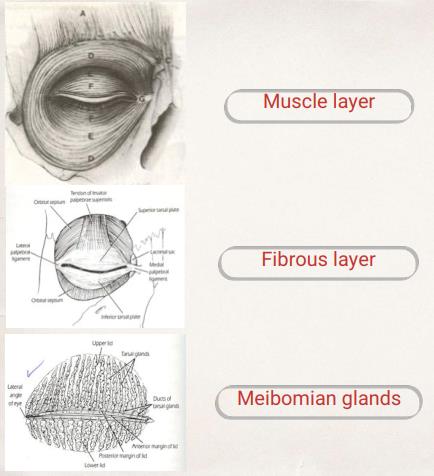 A
D
E
F
G
F
E
D
Muscle layer
Tendon of levator
palpebrae superioris
Orbital septum
Superior tarsal plate
Lateral
palpebral
ligament
Lacrimal sac
Medial
palpebral
ligament
Orbital septum
Inferior tarsal plate
Fibrous layer
Upper lid
Tarsal glands
Lateral
angle
of eye
Ducts of
tarsal glands
Anterior margin of lid
Posterior margin of lid
Lower lid
Meibomian glands